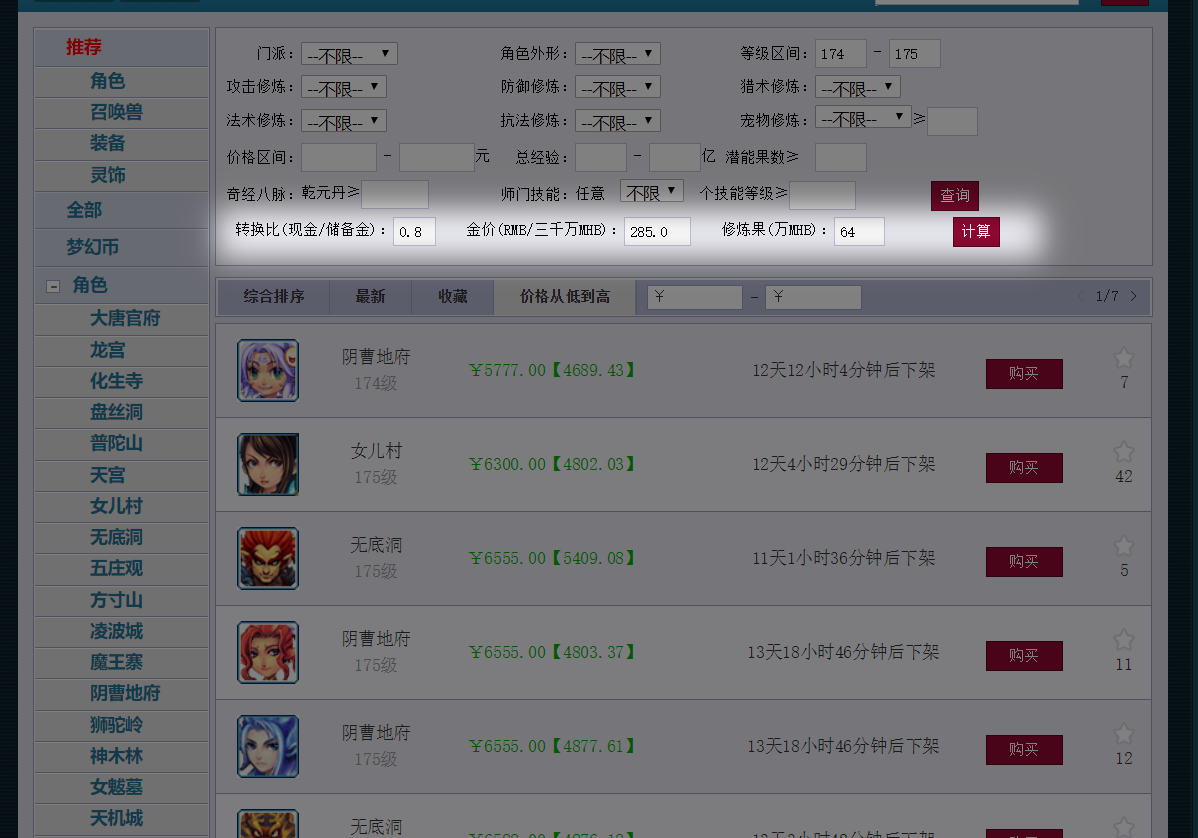 推荐
角色
召唤兽
装备
灵饰
全部
梦幻币
角色
大唐官府
龙宫
化生寺
盘丝洞
普陀山
天宫
女儿村
无底洞
五庄观
方寸山
凌波城
魔王寨
阴曹地府
狮驼岭
神木林
女魃墓
天机城
门派: --不限-- 角色外形: --不限-- 等级区间: 174 - 175
攻击修炼: --不限-- 防御修炼: --不限-- 猎术修炼: --不限--
法术修炼: --不限-- 抗法修炼: --不限-- 宠物修炼: --不限-- ≥
价格区间: - 元 总经验: - 亿 潜能果数≥
奇经八脉: 乾元丹≥ 师门技能: 任意 不限 个技能等级≥ 查询
转换比(现金/储备金): 0.8 金价(RMB/三千万MHB): 285.0 修炼果(万MHB): 64 计算
综合排序 最新 收藏 价格从低到高 ¥ - ¥ 1/7 >
阴曹地府 174级 ¥5777.00【4689.43】 12天12小时4分钟后下架 购买 7
女儿村 175级 ¥6300.00【4802.03】 12天4小时29分钟后下架 购买 42
无底洞 175级 ¥6555.00【5409.08】 11天1小时36分钟后下架 购买 5
阴曹地府 175级 ¥6555.00【4803.37】 13天18小时46分钟后下架 购买 11
阴曹地府 175级 ¥6555.00【4877.61】 13天18小时46分钟后下架 购买 12
无底洞